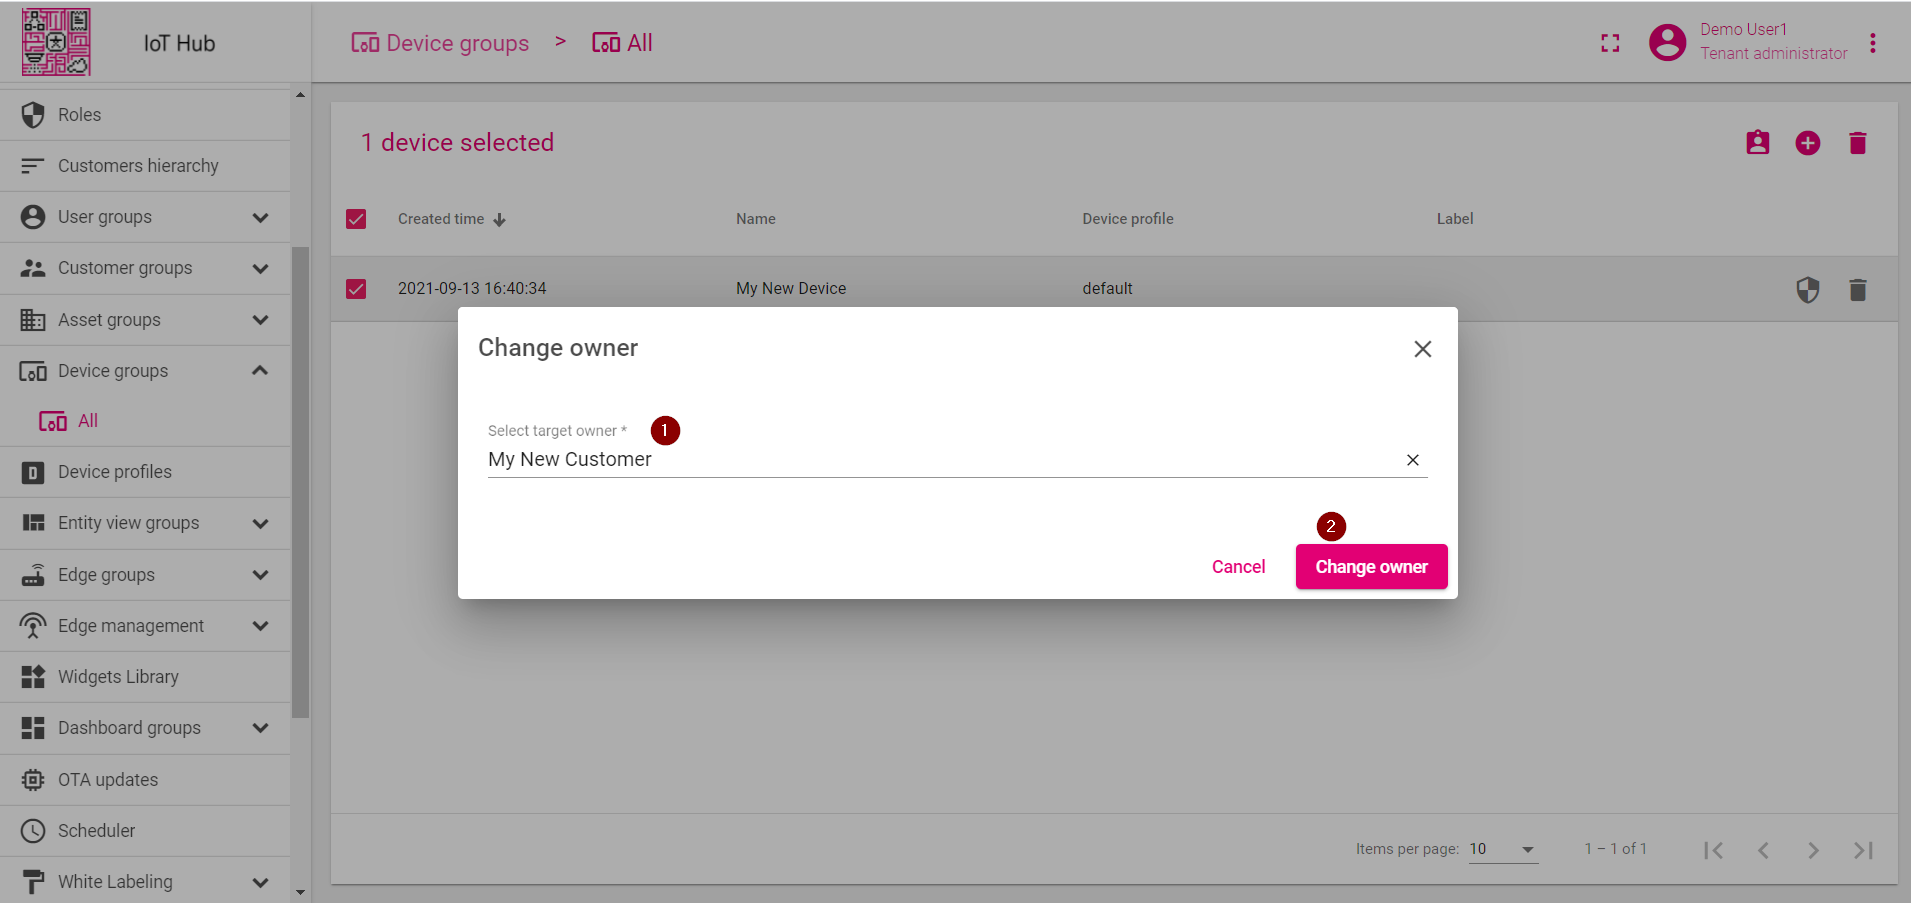 IoT Hub
Device groups > All
Demo User1
Tenant administrator
Roles
Customers hierarchy
User groups
Customer groups
Asset groups
Device groups
All
Device profiles
Entity view groups
Edge groups
Edge management
Widgets Library
Dashboard groups
OTA updates
Scheduler
White Labeling
1 device selected
Created time Name Device profile Label
2021-09-13 16:40:34 My New Device default
Change owner
Select target owner * 1
My New Customer
2
Cancel Change owner
Items per page: 10 1 – 1 of 1